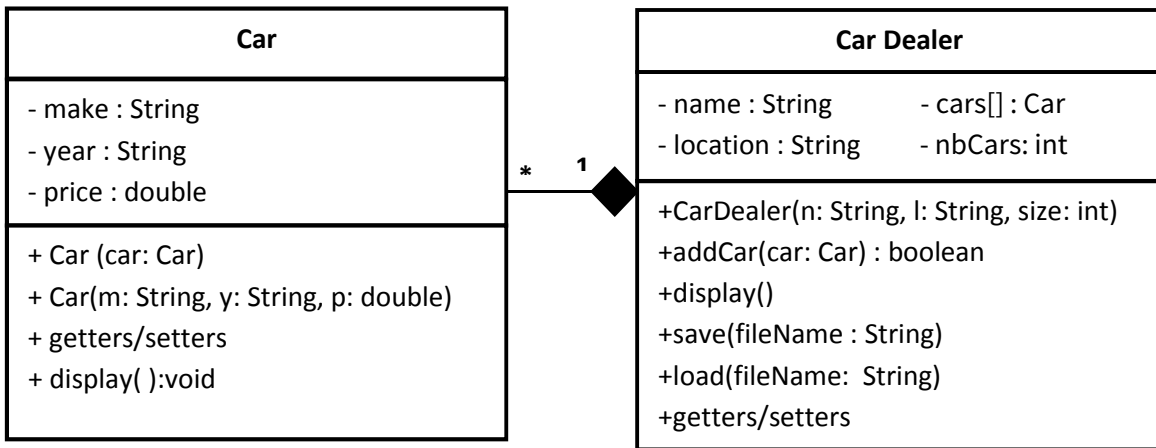 Car
- make : String
- year : String
- price : double
+ Car (car: Car)
+ Car(m: String, y: String, p: double)
+ getters/setters
+ display( ):void
* 1
Car Dealer
- name : String - cars[] : Car
- location : String - nbCars: int
+CarDealer(n: String, l: String, size: int)
+addCar(car: Car) : boolean
+display()
+save(fileName : String)
+load(fileName: String)
+getters/setters